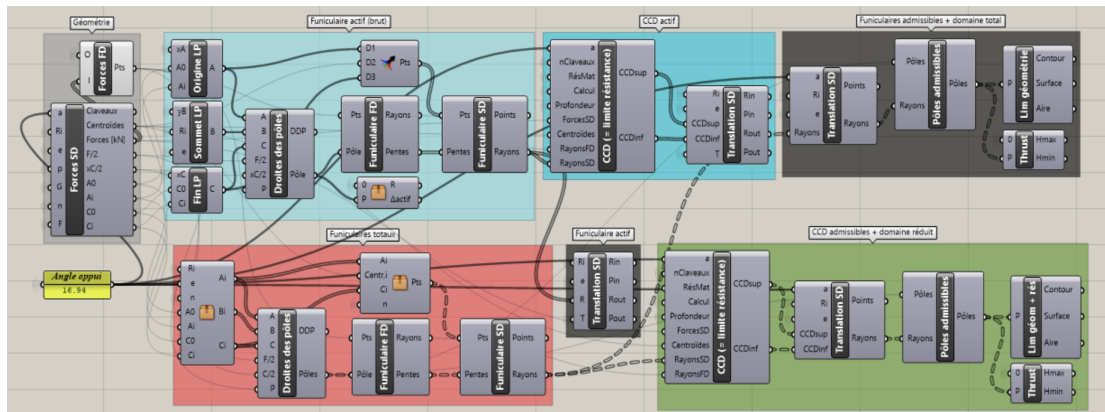 Géométrie
O
I
Forces FD
Pts
a
Ri
e
p
G
n
F
Forces SD
Claveaux
Centroïdes
Forces [kN]
F/2
xC/2
A0
Ai
C0
Ci
Angle appui
16.94
Funiculaire actif (brut)
xA
A0
Ai
Origine LP
A
yB
Ri
e
Sommet LP
B
xC
C0
Ci
Fin LP
C
A
B
C
F/2
xC/2
P
Droites des pôles
DDP
Pôle
D1
D2
D3
Pts
Pts
Pôle
Funiculaire FD
Rayons
Pentes
Pts
Pentes
Funiculaire SD
Points
Rayons
0
P
R
Δactif
CCD actif
a
nClaveaux
RésMat
Calcul
Profondeur
ForcesSD
Centroïdes
RayonsFD
RayonsSD
CCD (= limite résistance)
CCDsup
CCDinf
Ri
e
CCDsup
CCDinf
T
Translation SD
Rin
Pin
Rout
Pout
Funiculaires admissibles + domaine total
a
Ri
e
Rayons
Translation SD
Points
Rayons
Pôles
Rayons
Pôles admissibles
Pôles
P
Lim géom
Contour
Surface
Aire
0
P
Thrust
Hmax
Hmin
Funiculaires totaux
Ri
e
n
A0
Ai
C0
Ci
Ai
Bi
Ci
A
B
C
F/2
C/2
P
Droites des pôles
DDP
Pôles
Ai
Centr.i
Ci
n
Pts
Pts
Pôle
Funiculaire FD
Rayons
Pentes
Pts
Pentes
Funiculaire SD
Points
Rayons
Funiculaire actif
Ri
e
R
T
Translation SD
Rin
Pin
Rout
Pout
CCD admissibles + domaine réduit
a
nClaveaux
RésMat
Calcul
Profondeur
ForcesSD
Centroïdes
RayonsSD
RayonsFD
CCD (= limite résistance)
CCDsup
CCDinf
a
Ri
e
CCDsup
CCDinf
Translation SD
Points
Rayons
Pôles
Rayons
Pôles admissibles
Pôles
P
Lim géom + rés
Contour
Surface
Aire
0
P
Thrust
Hmax
Hmin